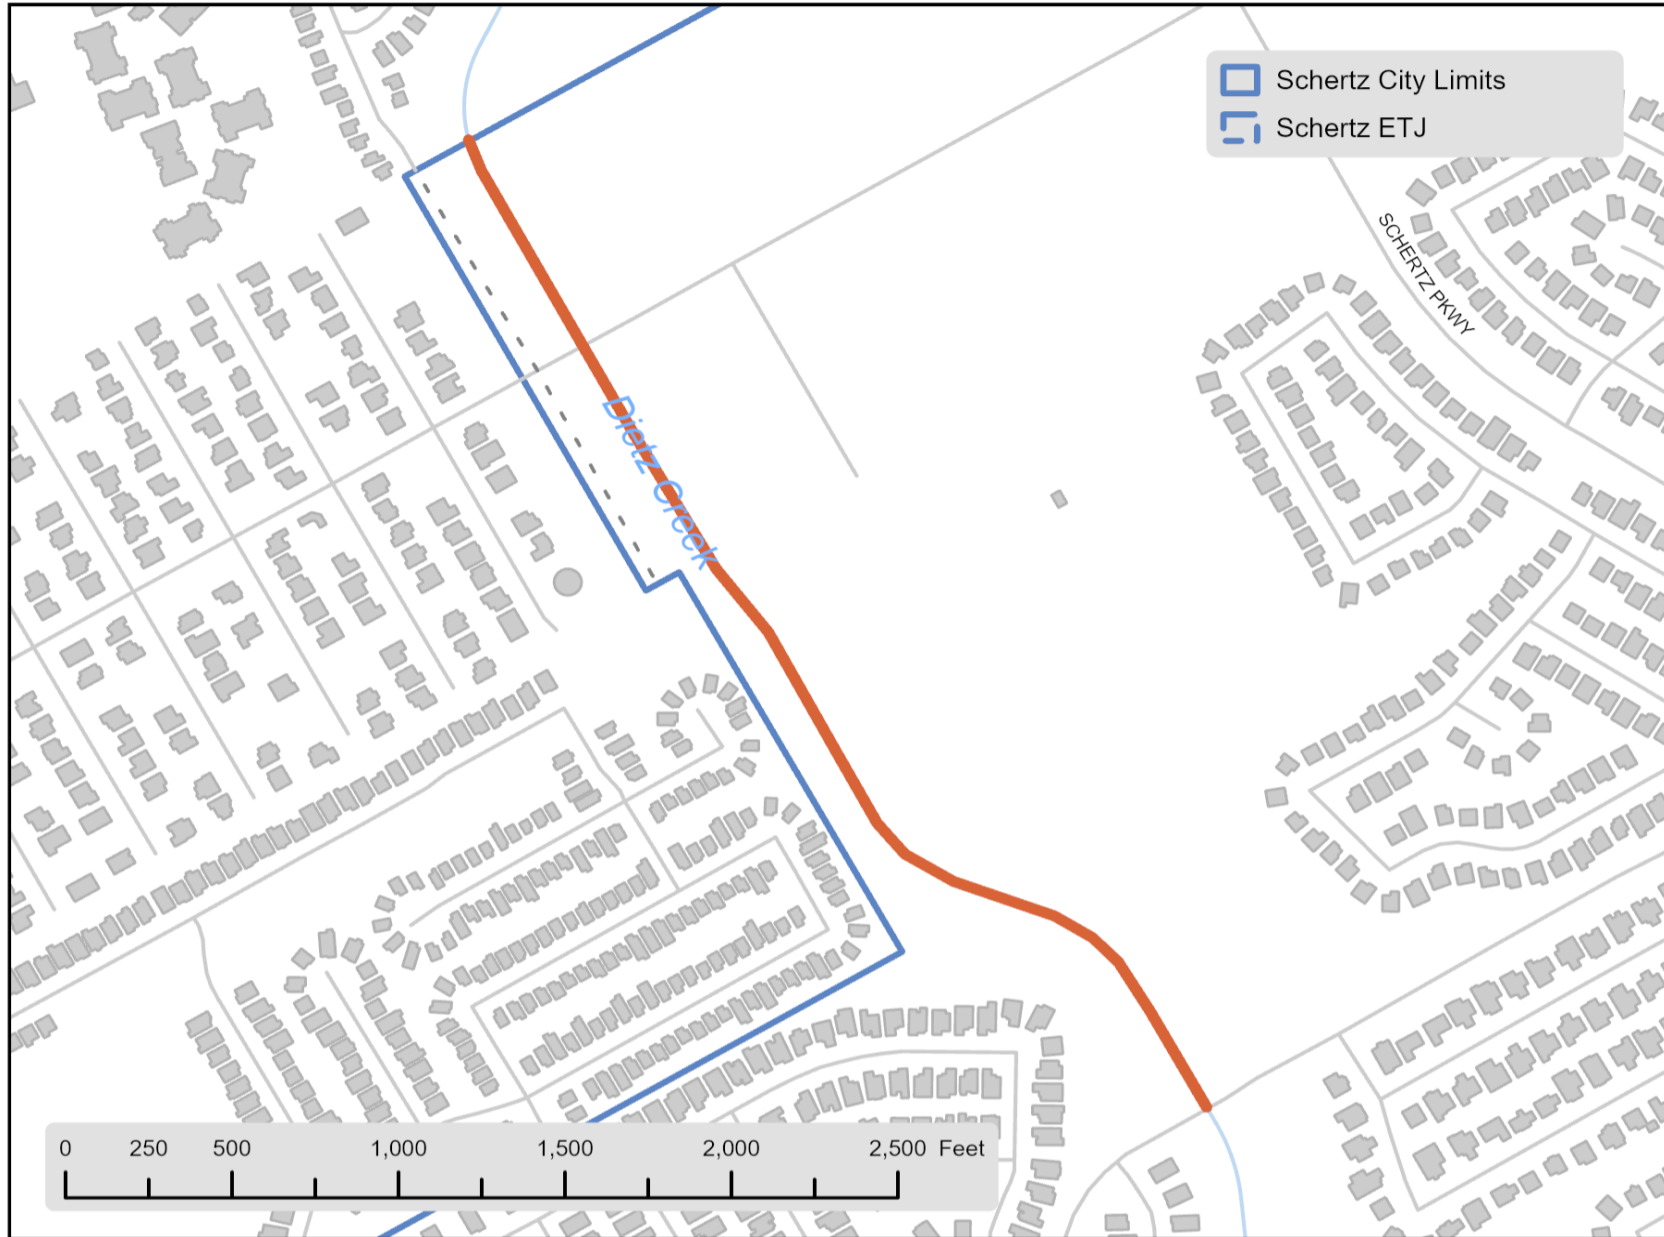 Schertz City Limits
Schertz ETJ
SCHERTZ PKWY
Dietz Creek
0 250 500 1,000 1,500 2,000 2,500 Feet